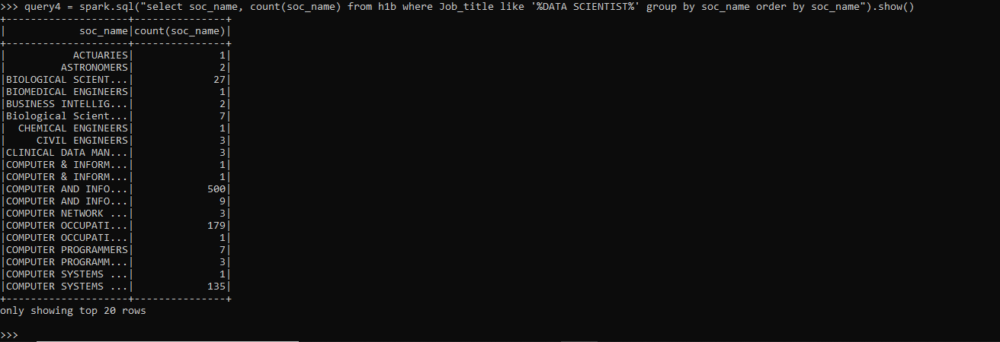 >>> query4 = spark.sql("select soc_name, count(soc_name) from h1b where Job_title like '%DATA SCIENTIST%' group by soc_name order by soc_name").show()
+--------------------+---------------+
|            soc_name|count(soc_name)|
+--------------------+---------------+
|           ACTUARIES|              1|
|         ASTRONOMERS|              2|
|BIOLOGICAL SCIENT...|             27|
|BIOMEDICAL ENGINEERS|              1|
|BUSINESS INTELLIG...|              2|
|Biological Scient...|              7|
|  CHEMICAL ENGINEERS|              1|
|     CIVIL ENGINEERS|              3|
|CLINICAL DATA MAN...|              3|
|COMPUTER & INFORM...|              1|
|COMPUTER & INFORM...|              1|
|COMPUTER AND INFO...|            500|
|COMPUTER AND INFO...|              9|
|COMPUTER NETWORK ...|              3|
|COMPUTER OCCUPATI...|            179|
|COMPUTER OCCUPATI...|              1|
|COMPUTER PROGRAMMERS|              7|
|COMPUTER PROGRAMM...|              3|
|COMPUTER SYSTEMS ...|              1|
|COMPUTER SYSTEMS ...|            135|
+--------------------+---------------+
only showing top 20 rows
>>>